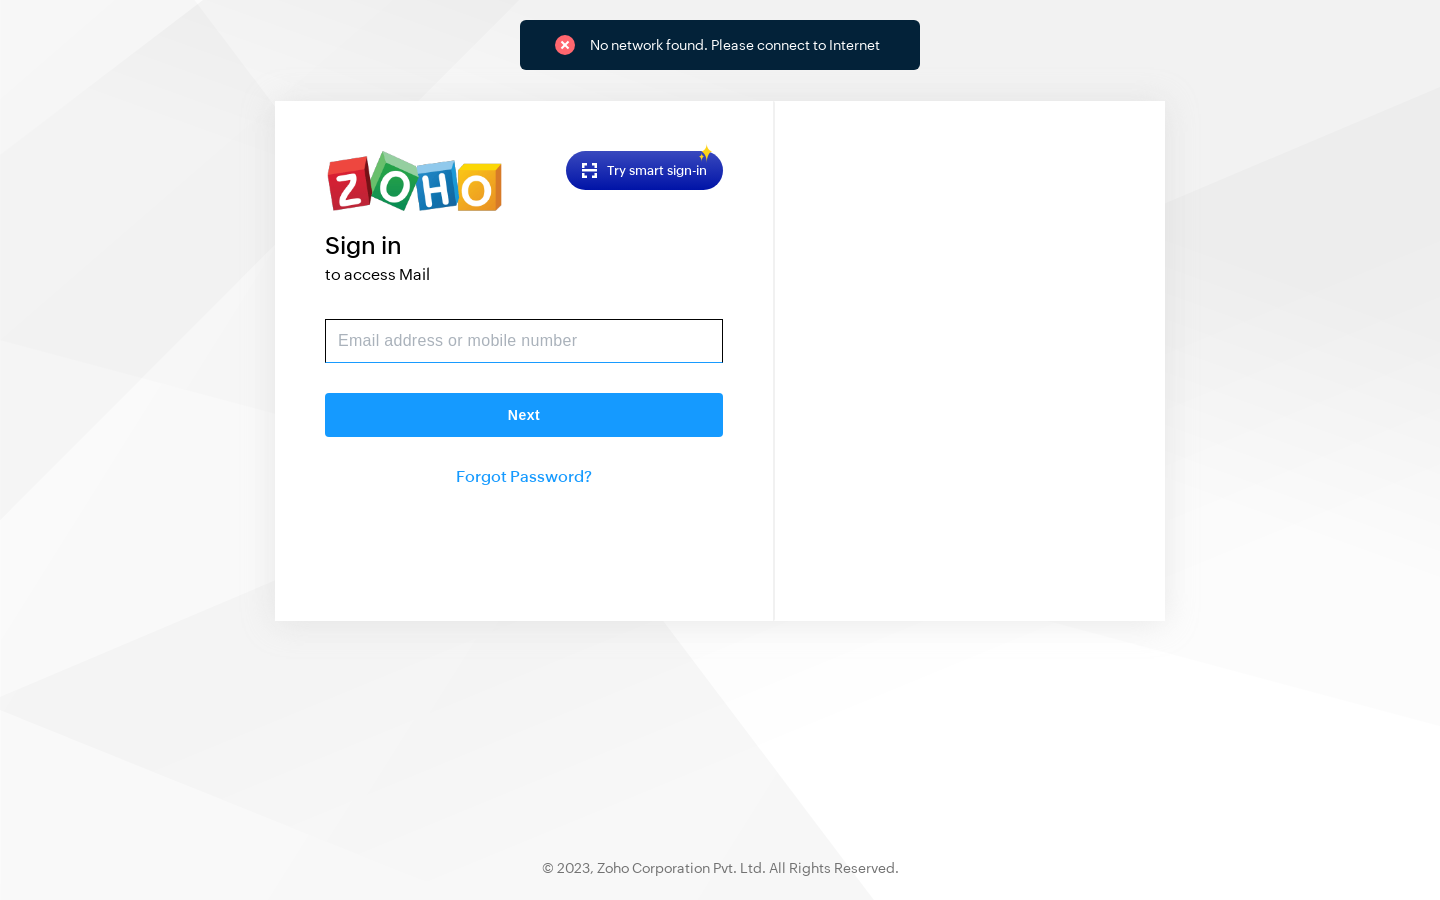 No network found. Please connect to Internet
ZOHO
Try smart sign-in
Sign in
to access Mail
Email address or mobile number
Next
Forgot Password?
© 2023, Zoho Corporation Pvt. Ltd. All Rights Reserved.